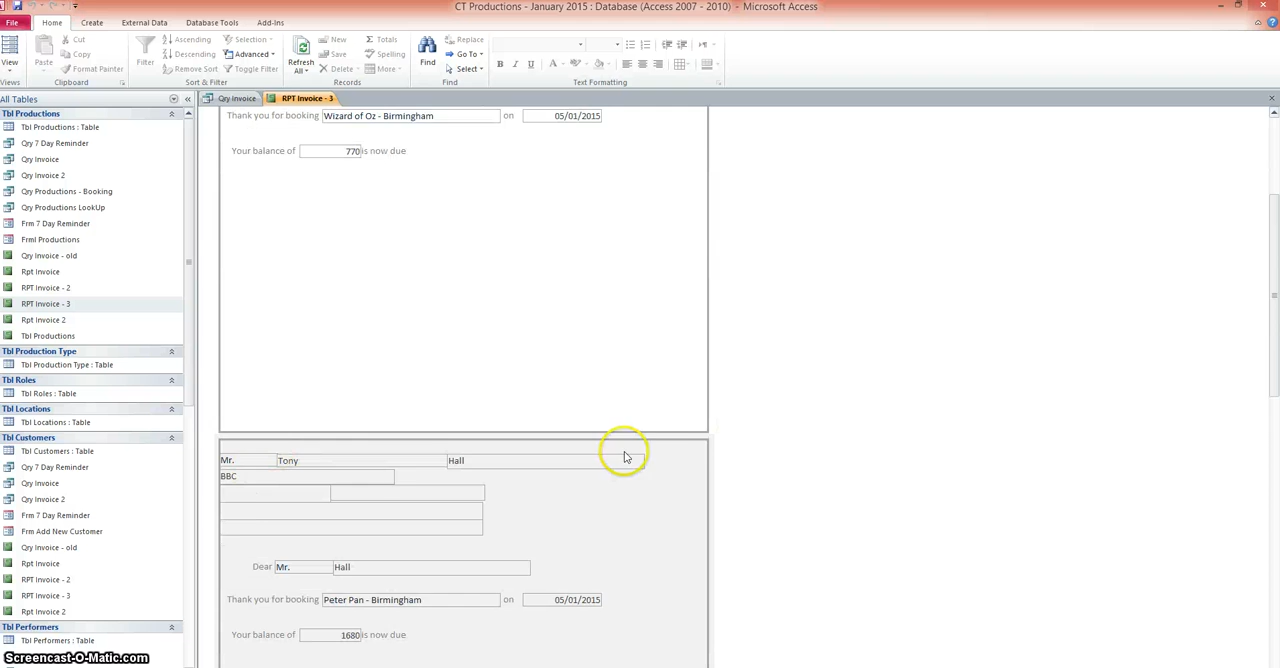 CT Productions - January 2015 : Database (Access 2007 - 2010) - Microsoft Access
File Home Create External Data Database Tools Add-Ins
View Paste Cut Copy Format Painter Filter Ascending Descending Remove Sort Selection Advanced Toggle Filter Refresh All New Save Delete Totals Spelling More Find Replace Go To Select B I U A
Views Clipboard Sort & Filter Records Find Text Formatting
All Tables
Qry Invoice RPT Invoice - 3
Tbl Productions
Tbl Productions : Table
Qry 7 Day Reminder
Qry Invoice
Qry Invoice 2
Qry Productions - Booking
Qry Productions LookUp
Frm 7 Day Reminder
Frml Productions
Qry Invoice - old
Rpt Invoice
RPT Invoice - 2
RPT Invoice - 3
Rpt Invoice 2
Tbl Productions
Tbl Production Type
Tbl Production Type : Table
Tbl Roles
Tbl Roles : Table
Tbl Locations
Tbl Locations : Table
Tbl Customers
Tbl Customers : Table
Qry 7 Day Reminder
Qry Invoice
Qry Invoice 2
Frm 7 Day Reminder
Frm Add New Customer
Qry Invoice - old
Rpt Invoice
RPT Invoice - 2
RPT Invoice - 3
Rpt Invoice 2
Tbl Performers
Tbl Performers : Table
Thank you for booking Wizard of Oz - Birmingham on 05/01/2015
Your balance of 770 is now due
Mr. Tony Hall
BBC
Dear Mr. Hall
Thank you for booking Peter Pan - Birmingham on 05/01/2015
Your balance of 1680 is now due
Screencast-O-Matic.com